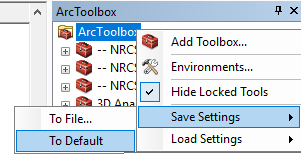 ArcToolbox
ArcToolbox
-- NRCS
-- NRCS
-- NRCS
3D Ana
Add Toolbox...
Environments...
Hide Locked Tools
Save Settings
Load Settings
To File...
To Default